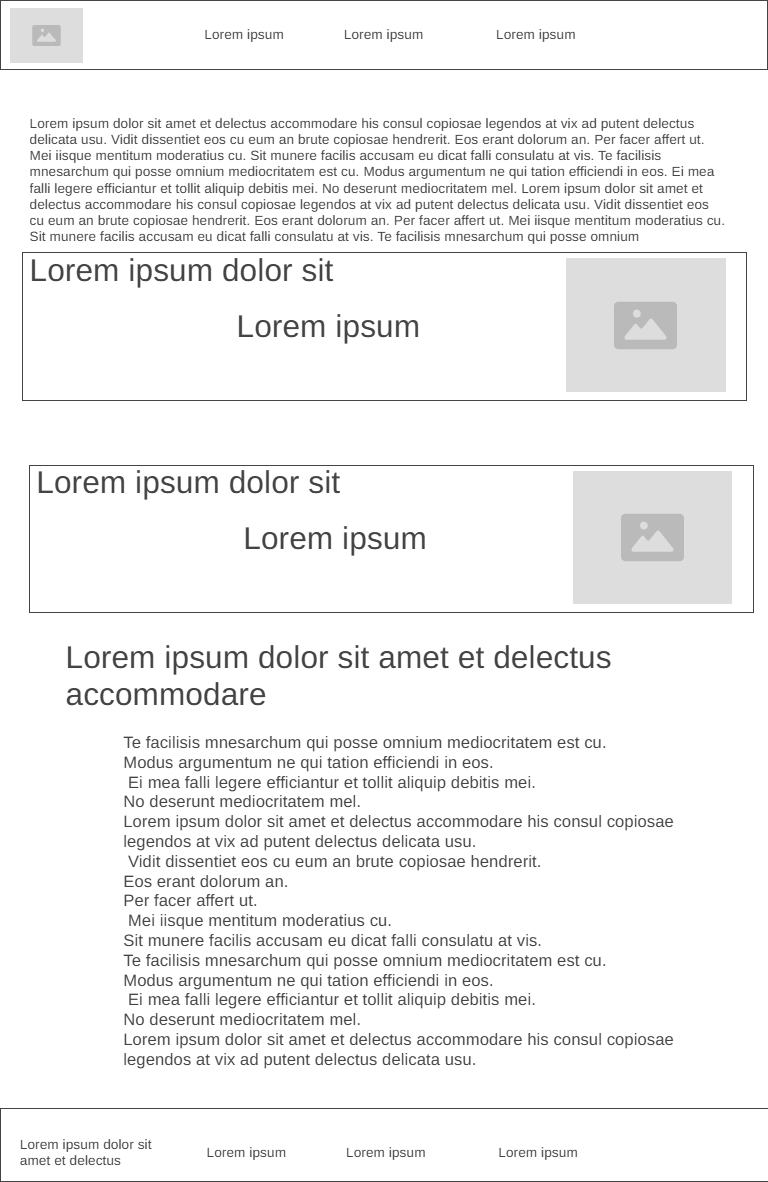 Lorem ipsum
Lorem ipsum
Lorem ipsum
Lorem ipsum dolor sit amet et delectus accommodare his consul copiosae legendos at vix ad putent delectus
delicata usu. Vidit dissentiet eos cu eum an brute copiosae hendrerit. Eos erant dolorum an. Per facer affert ut.
Mei iisque mentitum moderatius cu. Sit munere facilis accusam eu dicat falli consulatu at vis. Te facilisis
mnesarchum qui posse omnium mediocritatem est cu. Modus argumentum ne qui tation efficiendi in eos. Ei mea
falli legere efficiantur et tollit aliquip debitis mei. No deserunt mediocritatem mel. Lorem ipsum dolor sit amet et
delectus accommodare his consul copiosae legendos at vix ad putent delectus delicata usu. Vidit dissentiet eos
cu eum an brute copiosae hendrerit. Eos erant dolorum an. Per facer affert ut. Mei iisque mentitum moderatius cu.
Sit munere facilis accusam eu dicat falli consulatu at vis. Te facilisis mnesarchum qui posse omnium
Lorem ipsum dolor sit
Lorem ipsum
Lorem ipsum dolor sit
Lorem ipsum
Lorem ipsum dolor sit amet et delectus
accommodare
Te facilisis mnesarchum qui posse omnium mediocritatem est cu.
Modus argumentum ne qui tation efficiendi in eos.
Ei mea falli legere efficiantur et tollit aliquip debitis mei.
No deserunt mediocritatem mel.
Lorem ipsum dolor sit amet et delectus accommodare his consul copiosae
legendos at vix ad putent delectus delicata usu.
Vidit dissentiet eos cu eum an brute copiosae hendrerit.
Eos erant dolorum an.
Per facer affert ut.
Mei iisque mentitum moderatius cu.
Sit munere facilis accusam eu dicat falli consulatu at vis.
Te facilisis mnesarchum qui posse omnium mediocritatem est cu.
Modus argumentum ne qui tation efficiendi in eos.
Ei mea falli legere efficiantur et tollit aliquip debitis mei.
No deserunt mediocritatem mel.
Lorem ipsum dolor sit amet et delectus accommodare his consul copiosae
legendos at vix ad putent delectus delicata usu.
Lorem ipsum dolor sit
amet et delectus
Lorem ipsum
Lorem ipsum
Lorem ipsum